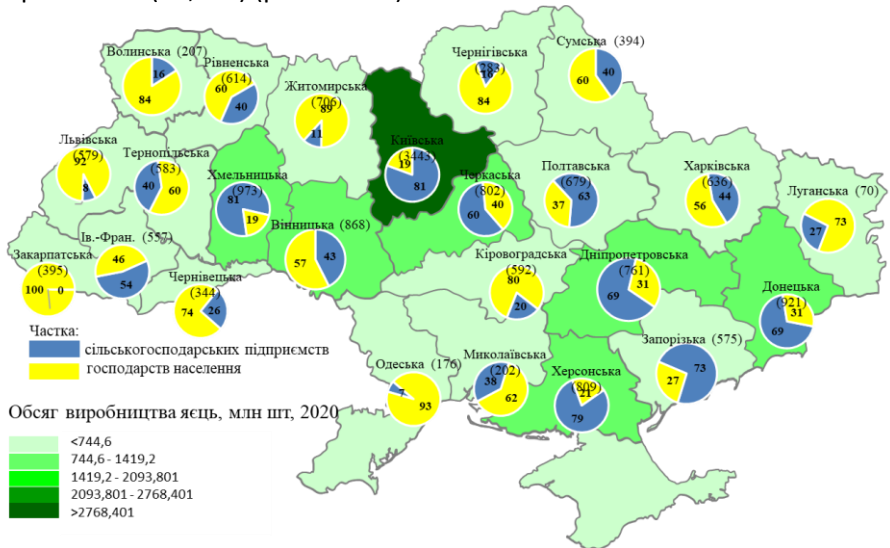 Волинська (207)
16
84
Рівненська
(614)
60
40
Житомирська
(706)
89
11
Чернігівська
(283)
16
84
Сумська (394)
40
60
Львівська
(579)
92
8
Тернопільська
(583)
40
60
Хмельницька
(973)
81
19
Київська
(3443)
19
81
Черкаська
(802)
40
60
Полтавська
(679)
63
37
Харківська
(636)
44
56
Луганська (70)
73
27
Закарпатська
(395)
100
0
Ів.-Фран. (557)
46
54
Чернівецька
(344)
74
26
Вінницька (868)
43
57
Кіровоградська
(592)
80
20
Дніпропетровська
(761)
31
69
Донецька
(921)
31
69
Запорізька (575)
73
27
Одеська (176)
7
93
Миколаївська
(202)
38
62
Херсонська
(809)
21
79
Частка:
сільськогосподарських підприємств
господарств населення
Обсяг виробництва яєць, млн шт, 2020
<744,6
744,6 - 1419,2
1419,2 - 2093,801
2093,801 - 2768,401
>2768,401